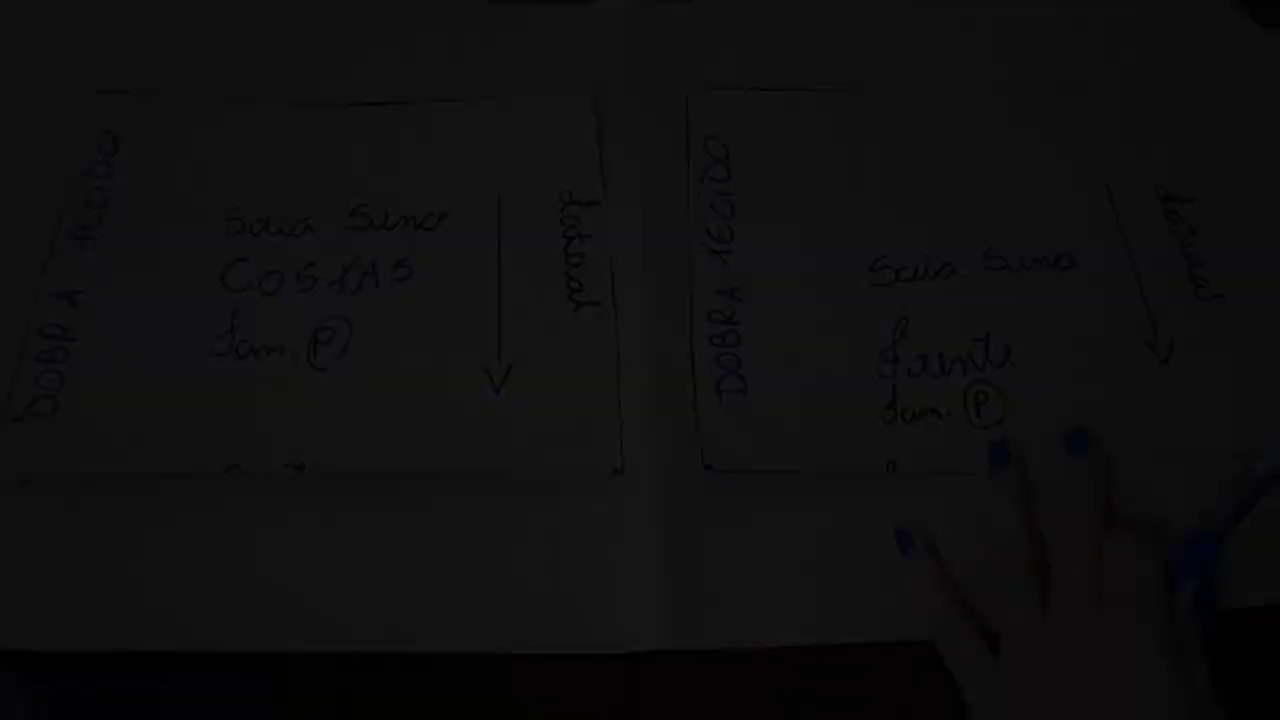 DOBRA TECIDO
Saia Sino
COSTAS
Tam. P
lateral
DOBRA TECIDO
Saia Sino
Frente
Tam. P
lateral